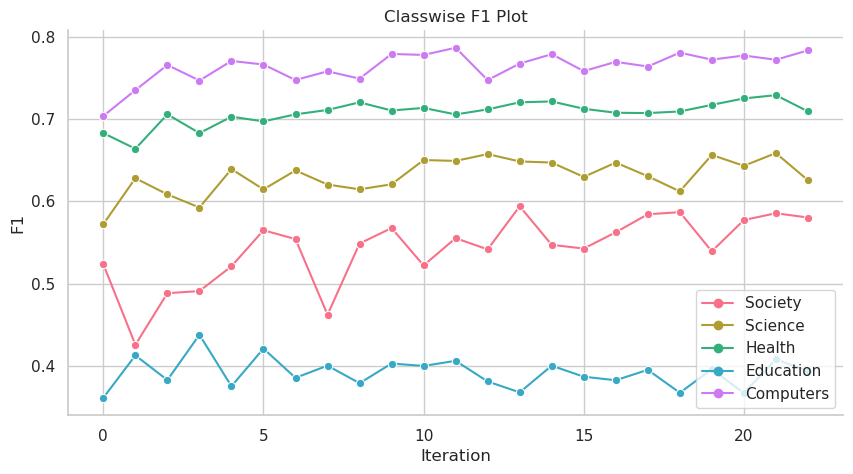 Classwise F1 Plot
F1
0.8
0.7
0.6
0.5
0.4
0 5 10 15 20
Iteration
Society
Science
Health
Education
Computers